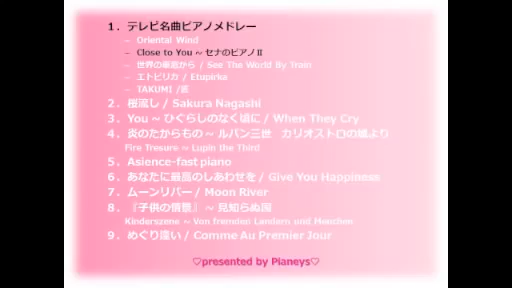 1. テレビ名曲ピアノメドレー
– Oriental Wind
– Close to You ~ セナのピアノⅡ
– 世界の車窓から / See The World By Train
– エトピリカ / Etupirka
– TAKUMI /匠
2. 桜流し / Sakura Nagashi
3. You ~ ひぐらしのなく頃に / When They Cry
4. 炎のたからもの ~ ルパン三世 カリオストロの城より
Fire Tresure ~ Lupin the Third
5. Asience-fast piano
6. あなたに最高のしあわせを / Give You Happiness
7. ムーンリバー / Moon River
8. 『子供の情景』 ~ 見知らぬ国
Kinderszene ~ Von fremden Landern und Menchen
9. めぐり逢い / Comme Au Premier Jour
♡presented by Pianeys♡